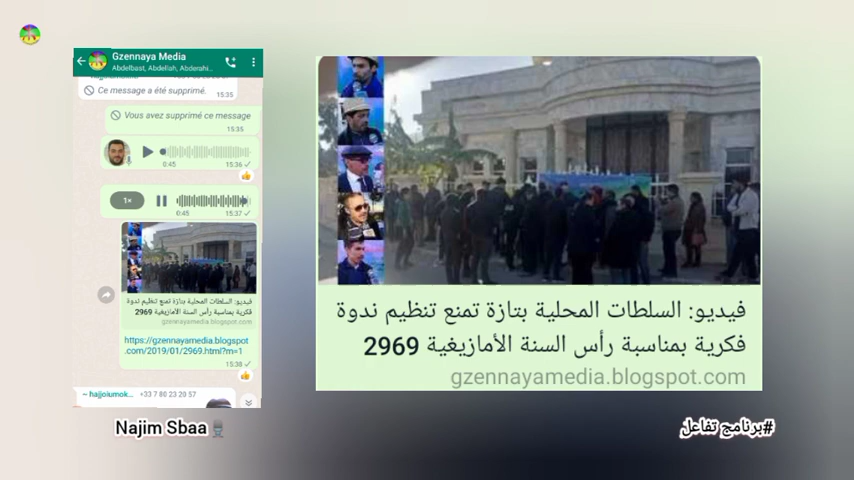 Gzennaya Media
Abdelbast, Abdellah, Abderahi...
Ce message a été supprimé.
15:35
Vous avez supprimé ce message
15:35
0:45
15:36
1×
0:45
15:37
فيديو: السلطات المحلية بتازة تمنع تنظيم ندوة
فكرية بمناسبة رأس السنة الأمازيغية 2969
gzennayamedia.blogspot.com
https://gzennayamedia.blogspot
.com/2019/01/2969.html?m=1
15:38
~ hajjoiumok... +33 7 80 23 20 57
فيديو: السلطات المحلية بتازة تمنع تنظيم ندوة
فكرية بمناسبة رأس السنة الأمازيغية 2969
gzennayamedia.blogspot.com
Najim Sbaa
#برنامج تفاعل